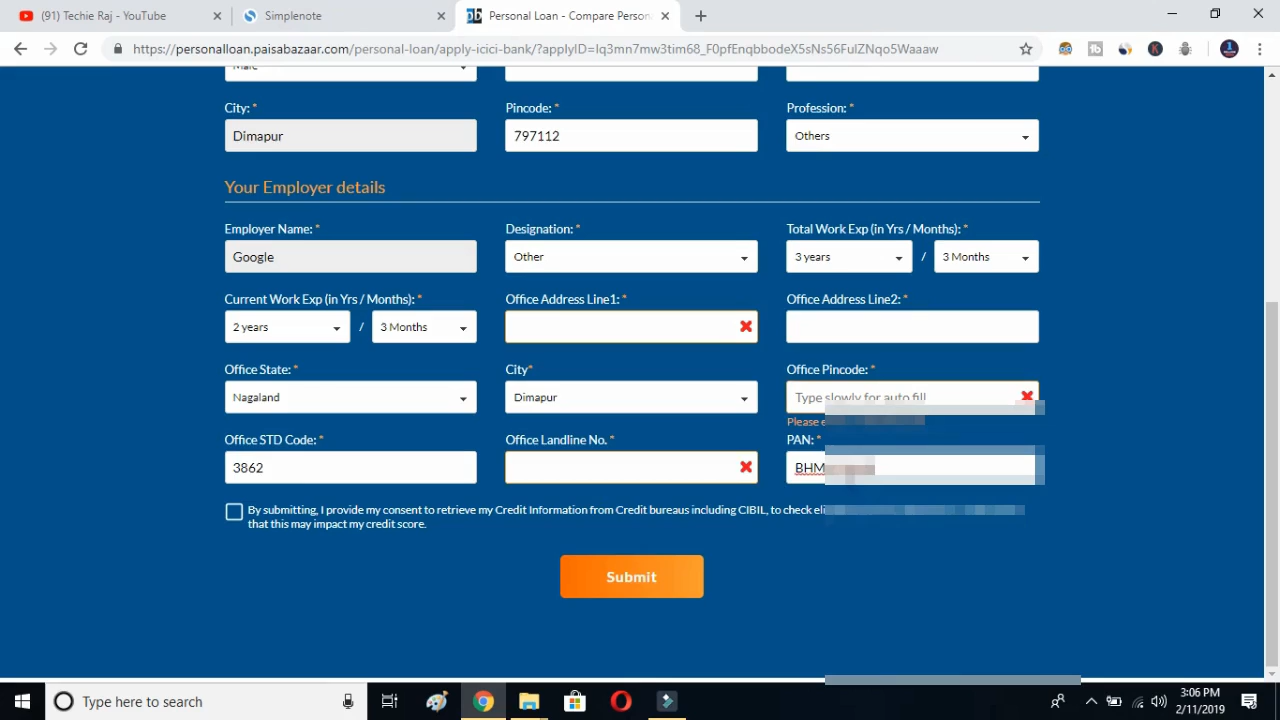 (91) Techie Raj - YouTube
Simplenote
Personal Loan - Compare Person
https://personalloan.paisabazaar.com/personal-loan/apply-icici-bank/?applyID=Iq3mn7mw3tim68_F0pfEnqbbodeX5sNs56FulZNqo5Waaaw
City: *
Pincode: *
Profession: *
Dimapur
797112
Others
Your Employer details
Employer Name: *
Designation: *
Total Work Exp (in Yrs / Months): *
Google
Other
3 years
/
3 Months
Current Work Exp (in Yrs / Months): *
Office Address Line1: *
Office Address Line2: *
2 years
/
3 Months
Office State: *
City*
Office Pincode: *
Nagaland
Dimapur
Type slowly for auto fill
Please
Office STD Code: *
Office Landline No. *
PAN: *
3862
BHM
By submitting, I provide my consent to retrieve my Credit Information from Credit bureaus including CIBIL, to check
that this may impact my credit score.
Submit
Type here to search
3:06 PM
2/11/2019